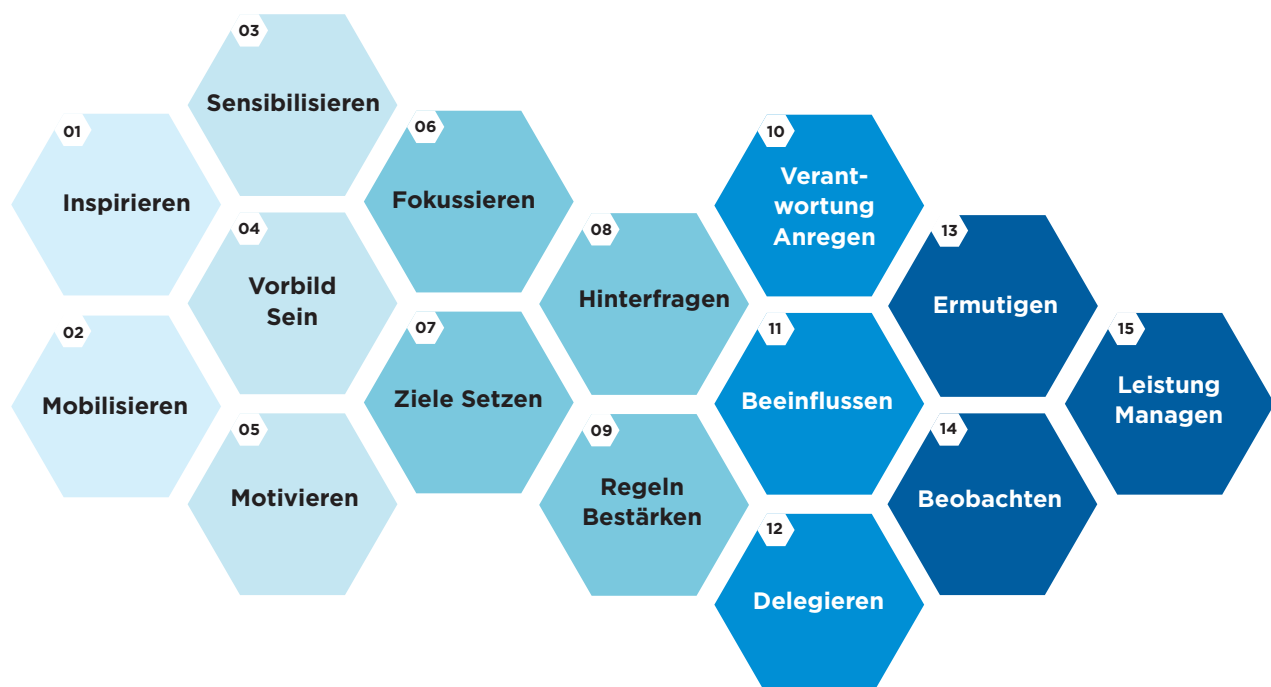 01
Inspirieren
02
Mobilisieren
03
Sensibilisieren
04
Vorbild
Sein
05
Motivieren
06
Fokussieren
07
Ziele Setzen
08
Hinterfragen
09
Regeln
Bestärken
10
Verant-
wortung
Anregen
11
Beeinflussen
12
Delegieren
13
Ermutigen
14
Beobachten
15
Leistung
Managen